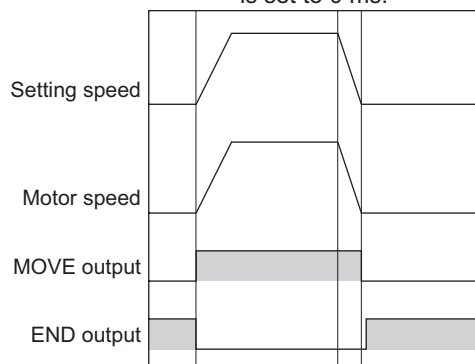 is set to 0 ms.
Setting speed
Motor speed
MOVE output
END output